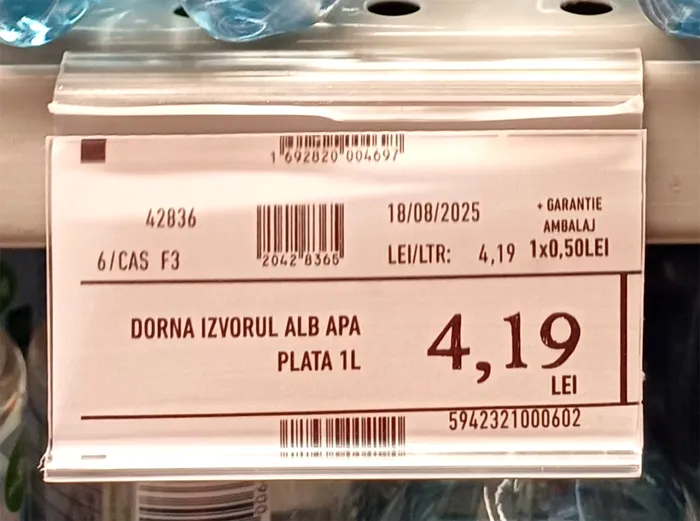 1 692820 004697
42836
2042 8365
18/08/2025
+ GARANTIE
AMBALAJ
6/CAS F3
LEI/LTR: 4,19
1x0,50LEI
DORNA IZVORUL ALB APA
PLATA 1L
4,19
LEI
5942321000602